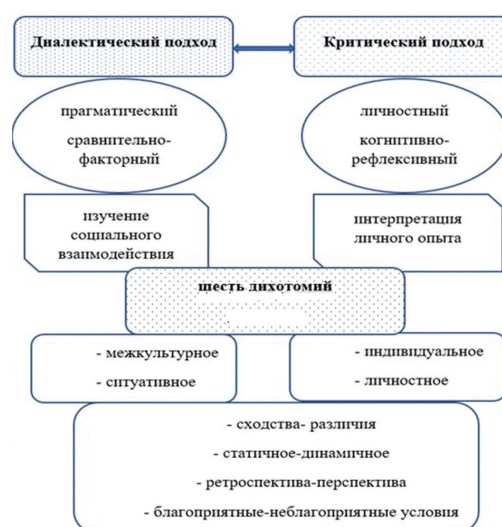 Диалектический подход
Критический подход
прагматический
сравнительно-
факторный
личностный
когнитивно-
рефлексивный
изучение
социального
взаимодействия
интерпретация
личного опыта
шесть дихотомий
- межкультурное
- ситуативное
- индивидуальное
- личностное
- сходства- различия
- статичное-динамичное
- ретроспектива-перспектива
- благоприятные-неблагоприятные условия